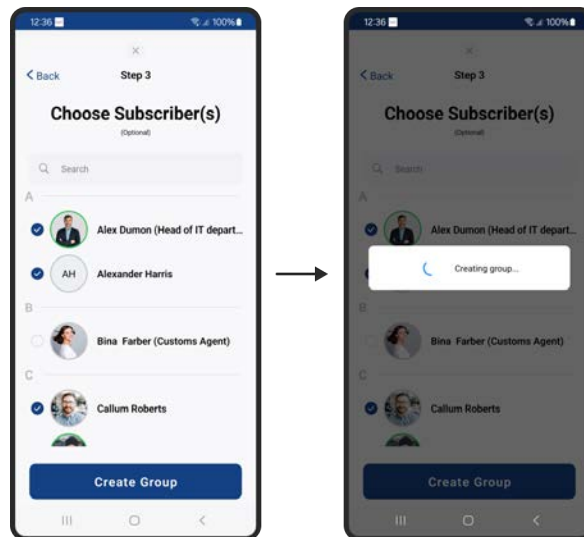 12:36 100%
Back Step 3
Choose Subscriber(s)
(Optional)
Search
A
Alex Dumon (Head of IT depart...
AH Alexander Harris
B
Bina Farber (Customs Agent)
C
Callum Roberts
Create Group
12:36 100%
Back Step 3
Choose Subscriber(s)
(Optional)
Search
A
Alex Dumon (Head of IT depart...
Creating group...
B
Bina Farber (Customs Agent)
C
Callum Roberts
Create Group